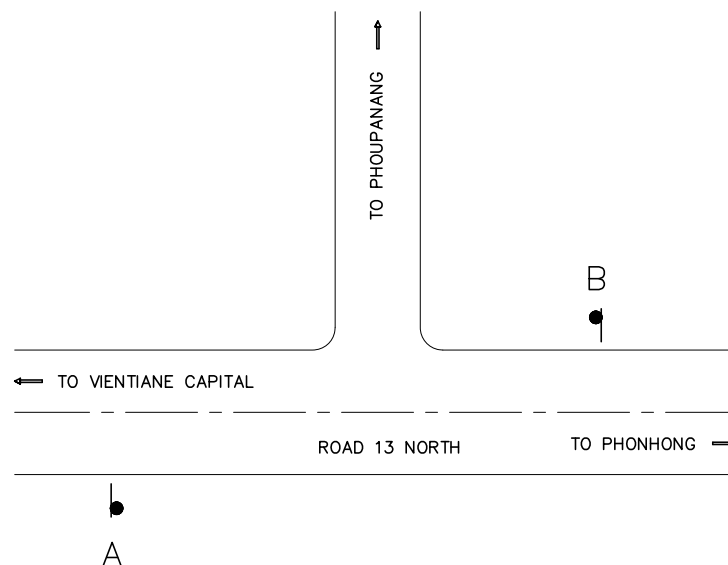 TO PHOUPANANG
B
TO VIENTIANE CAPITAL
ROAD 13 NORTH
TO PHONHONG
A